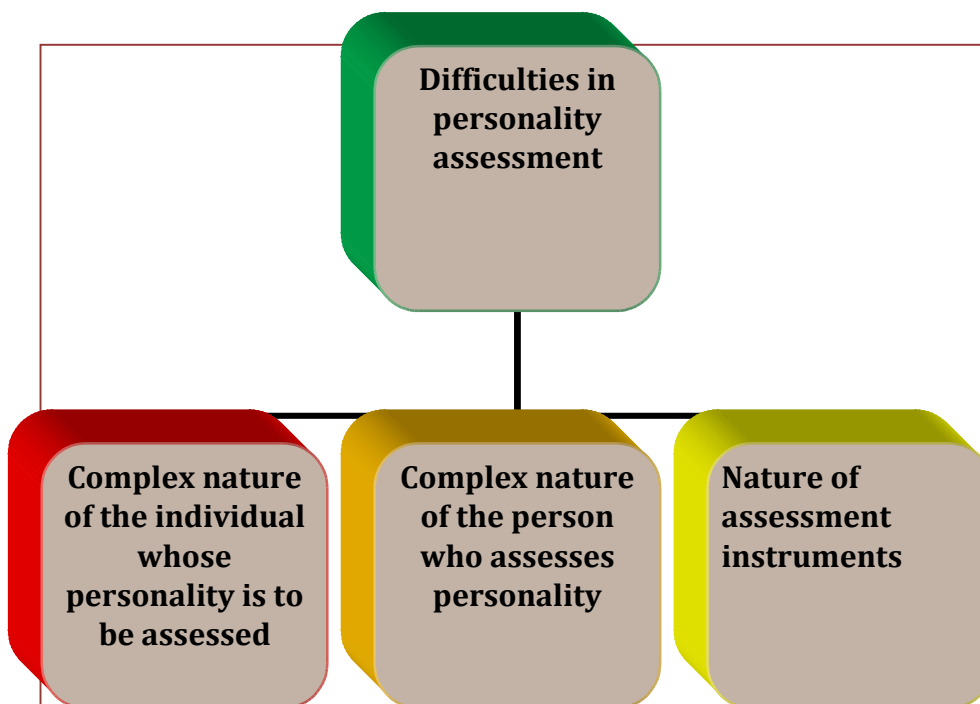 Difficulties in
personality
assessment
Complex nature
of the individual
whose
personality is to
be assessed
Complex nature
of the person
who assesses
personality
Nature of
assessment
instruments